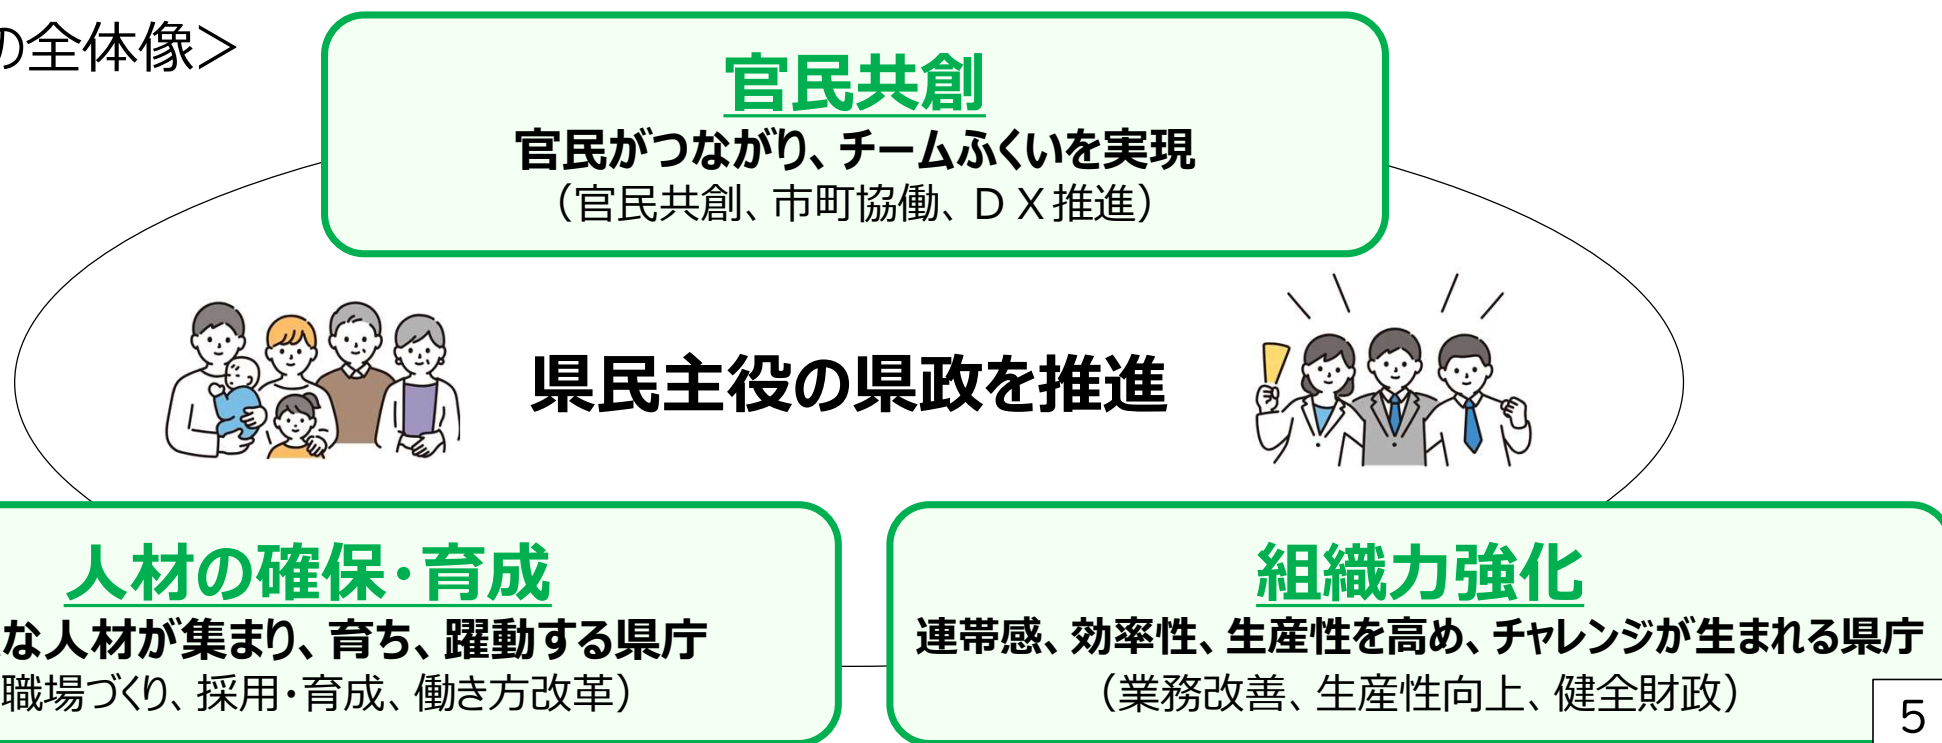 の全体像＞
官民共創
官民がつながり、チームふくいを実現
（官民共創、市町協働、ＤＸ推進）
県民主役の県政を推進
人材の確保・育成
な人材が集まり、育ち、躍動する県庁
職場づくり、採用・育成、働き方改革）
組織力強化
連帯感、効率性、生産性を高め、チャレンジが生まれる県庁
（業務改善、生産性向上、健全財政）
5